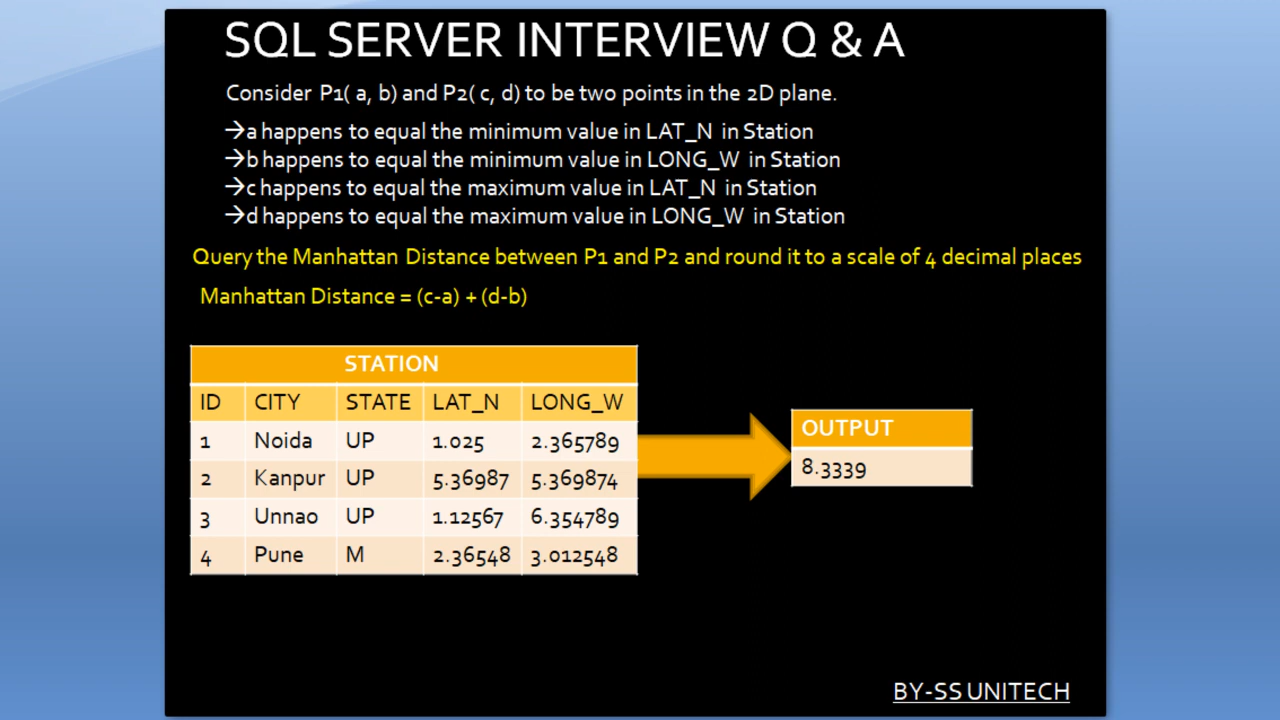 SQL SERVER INTERVIEW Q & A
Consider P1( a, b) and P2( c, d) to be two points in the 2D plane.
→a happens to equal the minimum value in LAT_N in Station
→b happens to equal the minimum value in LONG_W in Station
→c happens to equal the maximum value in LAT_N in Station
→d happens to equal the maximum value in LONG_W in Station
Query the Manhattan Distance between P1 and P2 and round it to a scale of 4 decimal places
Manhattan Distance = (c-a) + (d-b)
STATION
ID CITY STATE LAT_N LONG_W
1 Noida UP 1.025 2.365789
2 Kanpur UP 5.36987 5.369874
3 Unnao UP 1.12567 6.354789
4 Pune M 2.36548 3.012548
OUTPUT
8.3339
BY-SS UNITECH